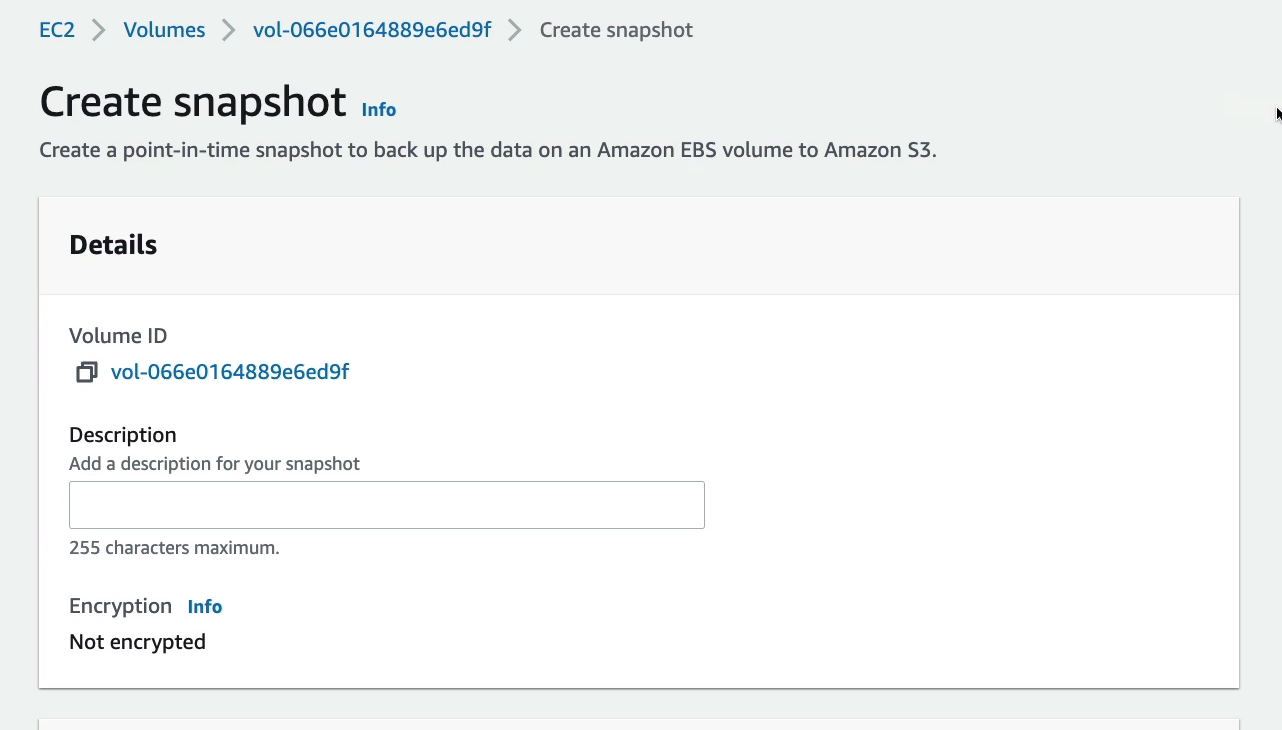 EC2 > Volumes > vol-066e0164889e6ed9f > Create snapshot
Create snapshot Info
Create a point-in-time snapshot to back up the data on an Amazon EBS volume to Amazon S3.
Details
Volume ID
vol-066e0164889e6ed9f
Description
Add a description for your snapshot
255 characters maximum.
Encryption Info
Not encrypted